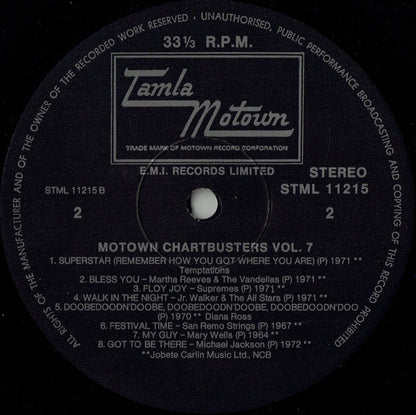 ALL RIGHTS OF THE MANUFACTURER AND OF THE OWNER OF THE RECORDED WORK RESERVED - UNAUTHORISED, PUBLIC PERFORMANCE BROADCASTING AND COPYING OF THIS RECORD PROHIBITED
33⅓ R.P.M.
Tamla
Motown
TRADE MARK OF MOTOWN RECORD CORPORATION
E.M.I. RECORDS LIMITED
STEREO
STML 11215 B
STML 11215
2
2
MOTOWN CHARTBUSTERS VOL. 7
1. SUPERSTAR (REMEMBER HOW YOU GOT WHERE YOU ARE) (P) 1971 **
Temptations
2. BLESS YOU – Martha Reeves & The Vandellas (P) 1971 **
3. FLOY JOY – Supremes (P) 1971 **
4. WALK IN THE NIGHT – Jr. Walker & The All Stars (P) 1971 **
5. DOOBEDOODN'DOOBE, DOOBEDOODN'DOOBE, DOOBEDOODN'DOO
(P) 1970 ** Diana Ross
6. FESTIVAL TIME – San Remo Strings (P) 1967 **
7. MY GUY – Mary Wells (P) 1964 **
8. GOT TO BE THERE – Michael Jackson (P) 1972 **
**Jobete Carlin Music Ltd., NCB